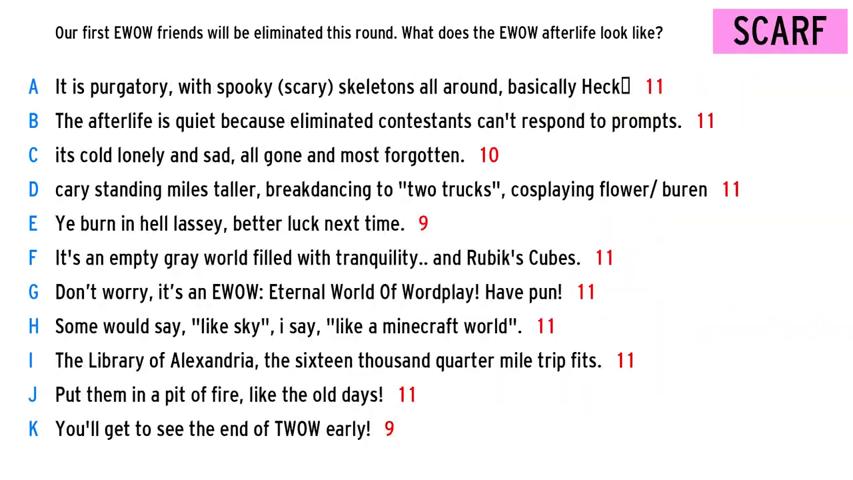 Our first EWOW friends will be eliminated this round. What does the EWOW afterlife look like?
SCARF
A It is purgatory, with spooky (scary) skeletons all around, basically Heck▯ 11
B The afterlife is quiet because eliminated contestants can't respond to prompts. 11
C its cold lonely and sad, all gone and most forgotten. 10
D cary standing miles taller, breakdancing to "two trucks", cosplaying flower/ buren 11
E Ye burn in hell lassey, better luck next time. 9
F It's an empty gray world filled with tranquility.. and Rubik's Cubes. 11
G Don’t worry, it’s an EWOW: Eternal World Of Wordplay! Have pun! 11
H Some would say, "like sky", i say, "like a minecraft world". 11
I The Library of Alexandria, the sixteen thousand quarter mile trip fits. 11
J Put them in a pit of fire, like the old days! 11
K You'll get to see the end of TWOW early! 9